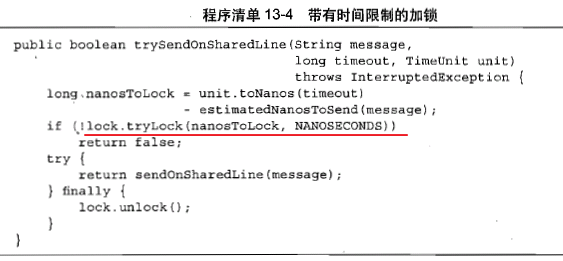 程序清单 13-4 带有时间限制的加锁
public boolean trySendOnSharedLine(String message,
long timeout, TimeUnit unit)
throws InterruptedException {
long nanosToLock = unit.toNanos(timeout)
- estimatedNanosToSend(message);
if (!lock.tryLock(nanosToLock, NANOSECONDS))
return false;
try {
return sendOnSharedLine(message);
} finally {
lock.unlock();
}
}